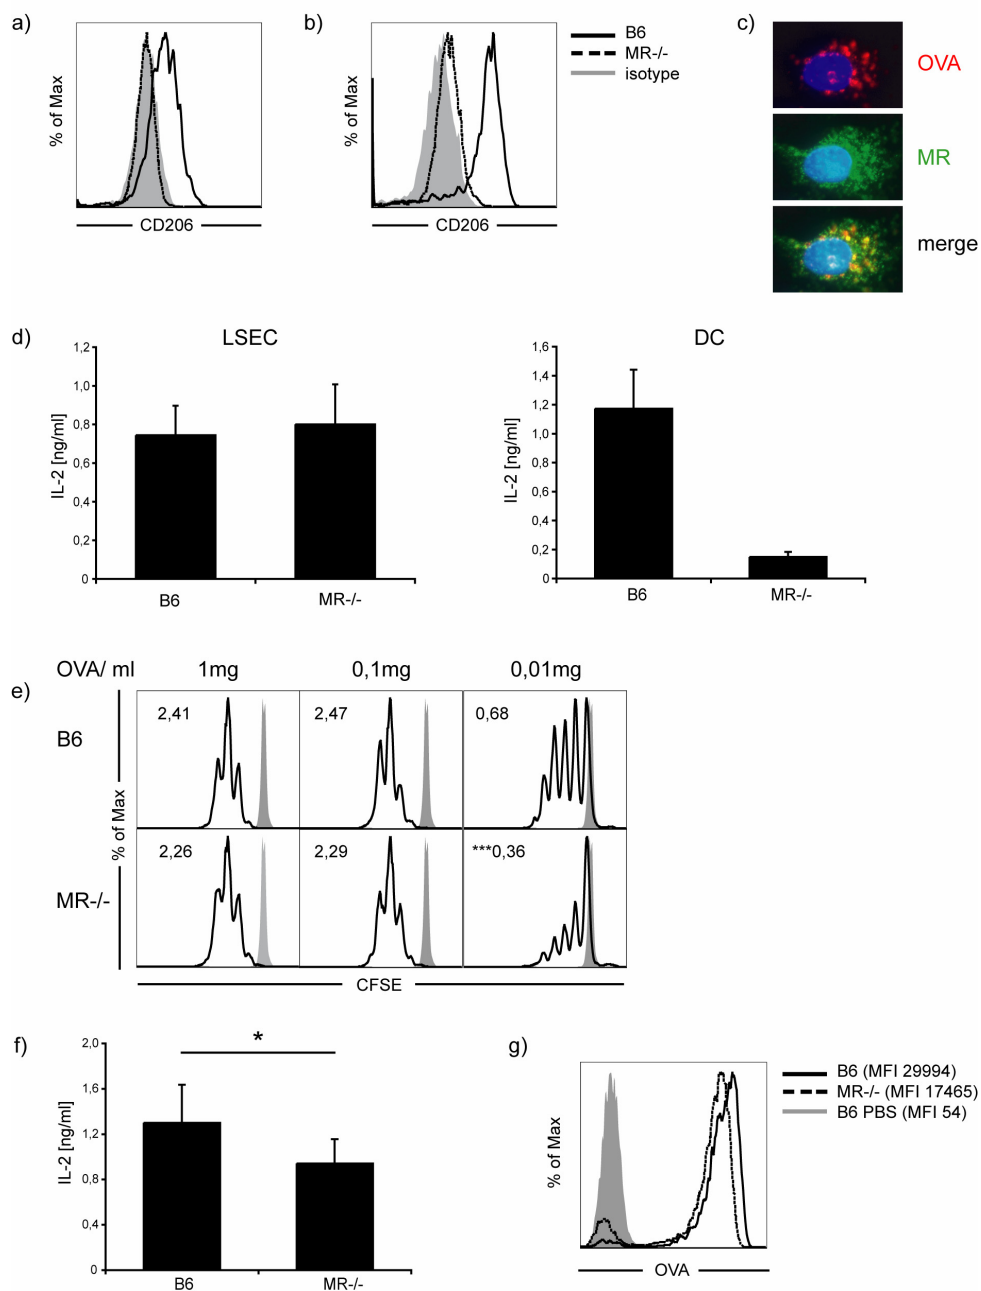 a)
% of Max
CD206
b)
% of Max
CD206
B6
MR-/-
isotype
c)
OVA
MR
merge
d)
LSEC
IL-2 [ng/ml]
1,2
1,0
0,8
0,6
0,4
0,2
0
B6
MR-/-
DC
IL-2 [ng/ml]
1,6
1,4
1,2
1,0
0,8
0,6
0,4
0,2
0
B6
MR-/-
e)
OVA/ ml
1mg
0,1mg
0,01mg
% of Max
B6
2,41
2,47
0,68
MR-/-
2,26
2,29
***0,36
CFSE
f)
IL-2 [ng/ml]
2,0
1,6
1,2
0,8
0,4
0
*
B6
MR-/-
g)
% of Max
OVA
B6 (MFI 29994)
MR-/- (MFI 17465)
B6 PBS (MFI 54)